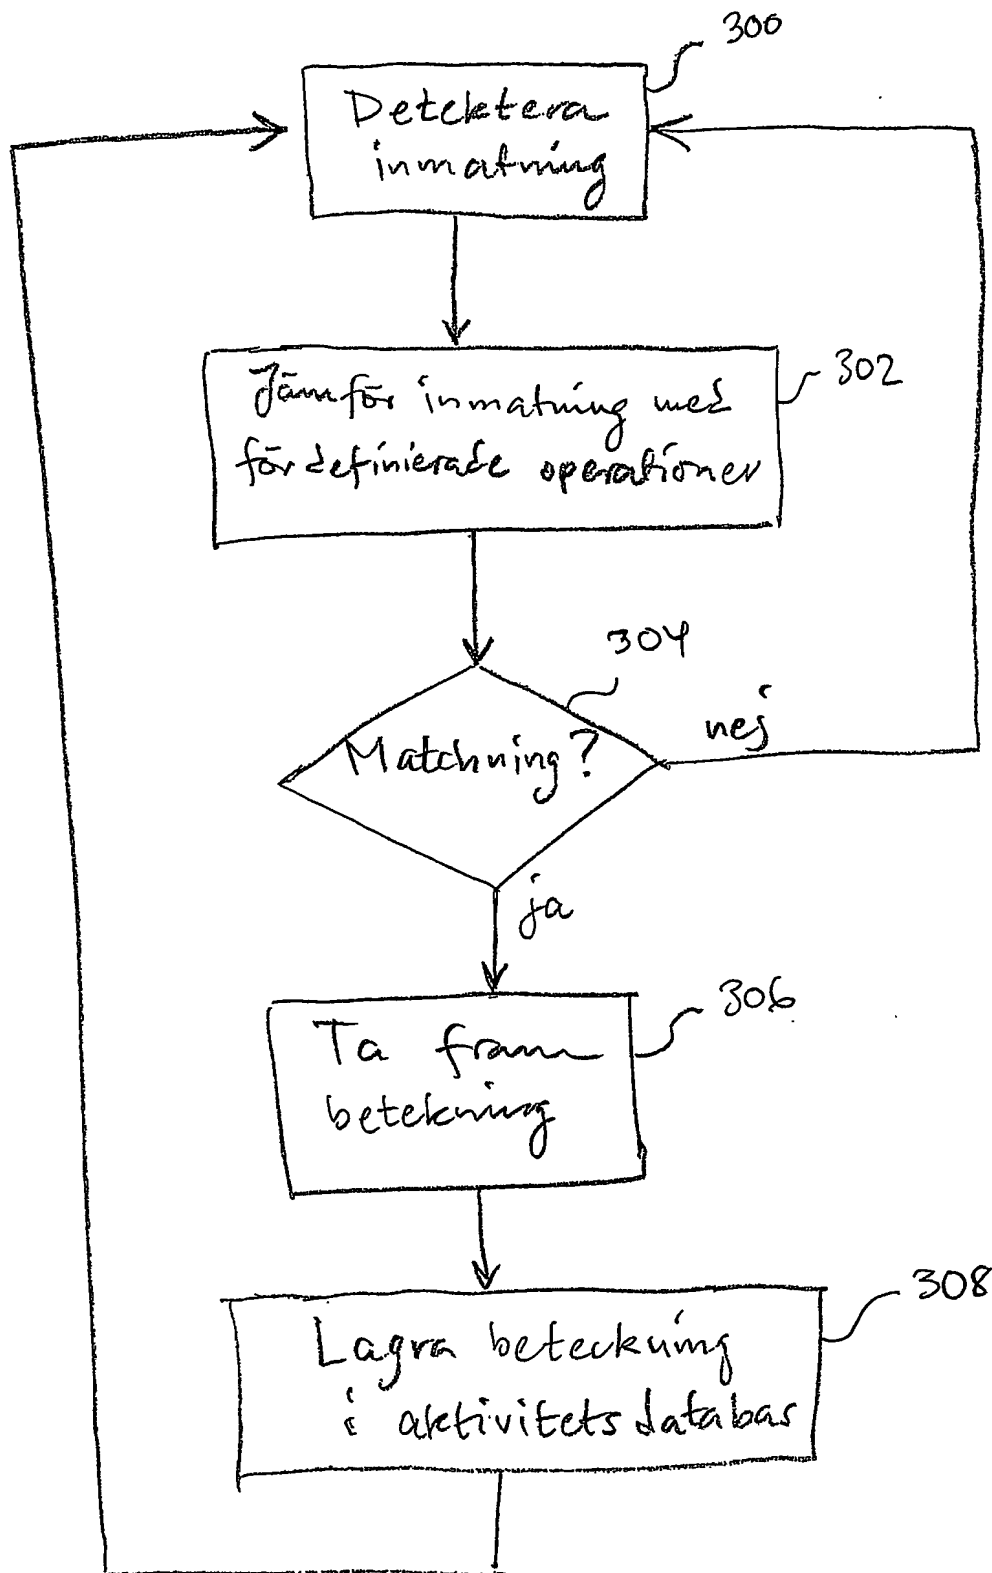 300
Detektera
inmatning
302
Jämför inmatning med
fördefinierade operationer
304
Matchning?
nej
ja
306
Ta fram
beteckning
308
Lagra beteckning
i aktivitetsdatabas